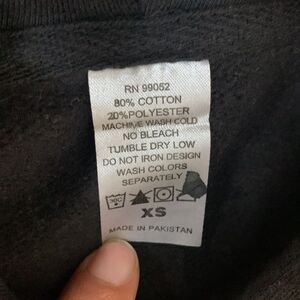 RN 99052
80% COTTON
20%POLYESTER
MACHINE WASH COLD
NO BLEACH
TUMBLE DRY LOW
DO NOT IRON DESIGN
WASH COLORS
SEPARATELY
30C
XS
MADE IN PAKISTAN